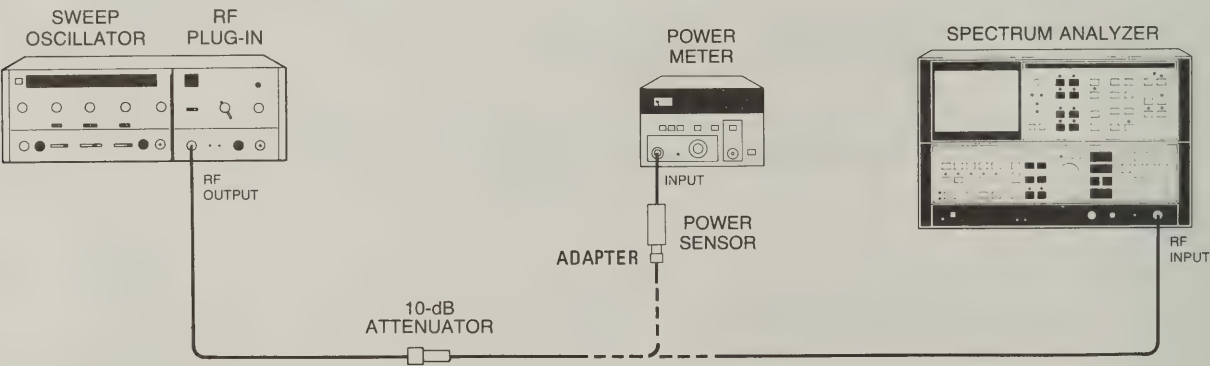 SWEEP
OSCILLATOR
RF
PLUG-IN
POWER
METER
SPECTRUM ANALYZER
RF
OUTPUT
INPUT
POWER
SENSOR
ADAPTER
RF
INPUT
10-dB
ATTENUATOR